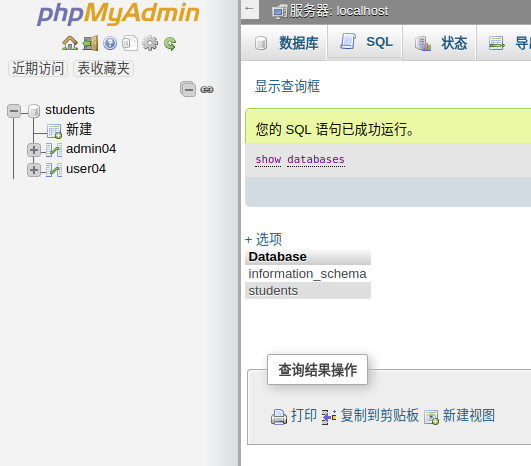 phpMyAdmin
近期访问 表收藏夹
students
新建
admin04
user04
服务器: localhost
数据库 SQL 状态
显示查询框
您的 SQL 语句已成功运行。
show databases
+ 选项
Database
information_schema
students
查询结果操作
打印 复制到剪贴板 新建视图